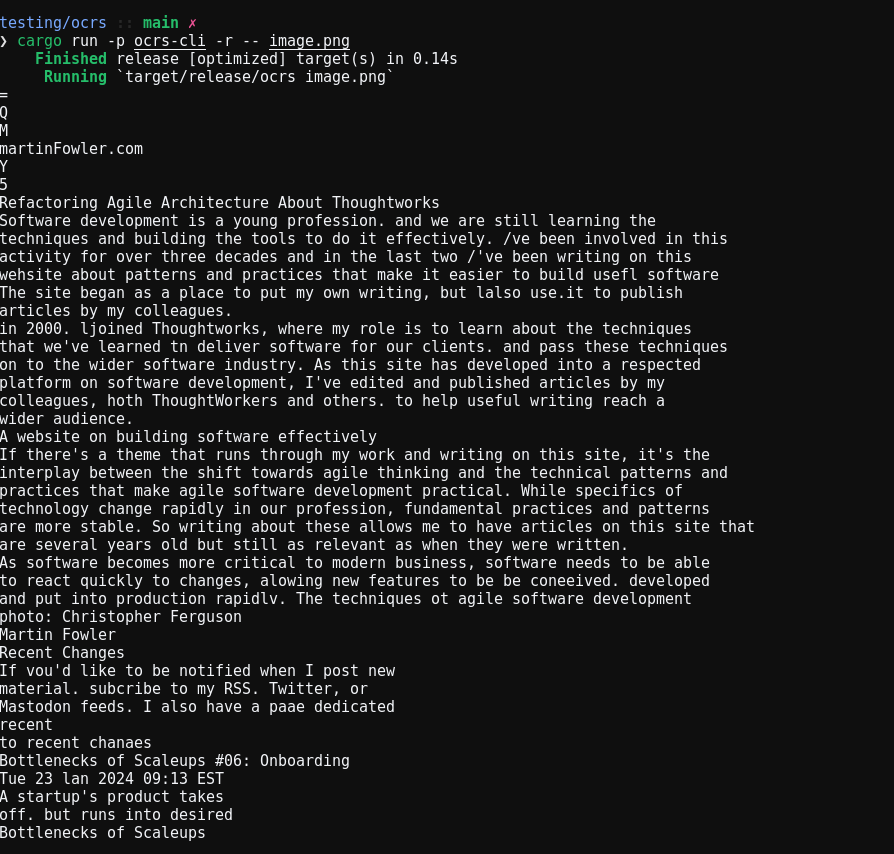 testing/ocrs :: main ✗
❯ cargo run -p ocrs-cli -r -- image.png
    Finished release [optimized] target(s) in 0.14s
     Running `target/release/ocrs image.png`
=
Q
M
martinFowler.com
Y
5
Refactoring Agile Architecture About Thoughtworks
Software development is a young profession. and we are still learning the
techniques and building the tools to do it effectively. /ve been involved in this
activity for over three decades and in the last two /'ve been writing on this
wehsite about patterns and practices that make it easier to build usefl software
The site began as a place to put my own writing, but lalso use.it to publish
articles by my colleagues.
in 2000. ljoined Thoughtworks, where my role is to learn about the techniques
that we've learned tn deliver software for our clients. and pass these techniques
on to the wider software industry. As this site has developed into a respected
platform on software development, I've edited and published articles by my
colleagues, hoth ThoughtWorkers and others. to help useful writing reach a
wider audience.
A website on building software effectively
If there's a theme that runs through my work and writing on this site, it's the
interplay between the shift towards agile thinking and the technical patterns and
practices that make agile software development practical. While specifics of
technology change rapidly in our profession, fundamental practices and patterns
are more stable. So writing about these allows me to have articles on this site that
are several years old but still as relevant as when they were written.
As software becomes more critical to modern business, software needs to be able
to react quickly to changes, alowing new features to be be coneeived. developed
and put into production rapidlv. The techniques ot agile software development
photo: Christopher Ferguson
Martin Fowler
Recent Changes
If vou'd like to be notified when I post new
material. subcribe to my RSS. Twitter, or
Mastodon feeds. I also have a paae dedicated
recent
to recent chanaes
Bottlenecks of Scaleups #06: Onboarding
Tue 23 lan 2024 09:13 EST
A startup's product takes
off. but runs into desired
Bottlenecks of Scaleups